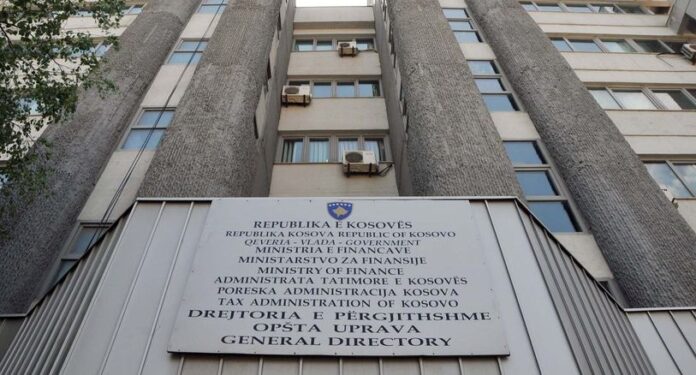 REPUBLIKA E KOSOVËS
REPUBLIKA KOSOVA REPUBLIC OF KOSOVO
QEVERIA - VLADA - GOVERNMENT
MINISTRIA E FINANCAVE
MINISTARSTVO ZA FINANSIJE
MINISTRY OF FINANCE
ADMINISTRATA TATIMORE E KOSOVËS
PORESKA ADMINISTRACIJA KOSOVA
TAX ADMINISTRATION OF KOSOVO
DREJTORIA E PËRGJITHSHME
OPŠTA UPRAVA
GENERAL DIRECTORY